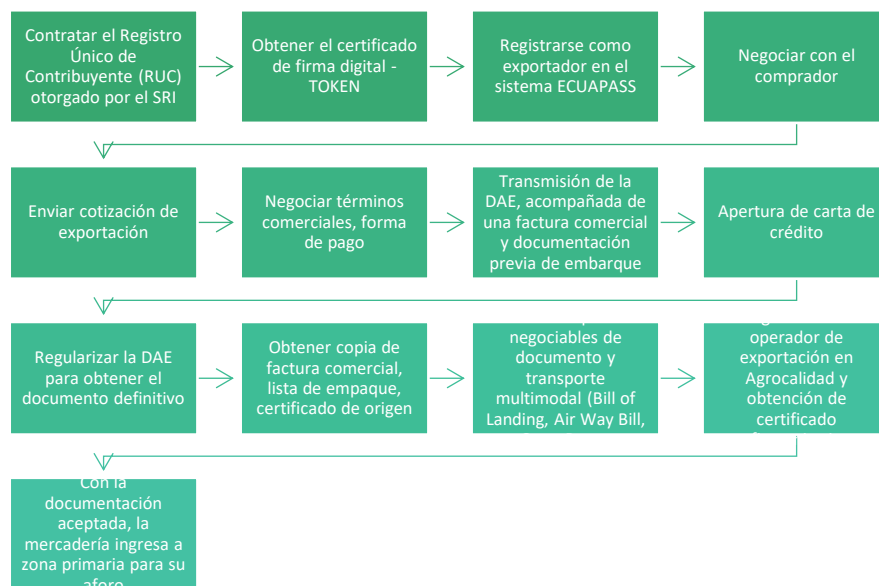 Contratar el Registro
Único de
Contribuyente (RUC)
otorgado por el SRI
Obtener el certificado
de firma digital -
TOKEN
Registrarse como
exportador en el
sistema ECUAPASS
Negociar con el
comprador
Enviar cotización de
exportación
Negociar términos
comerciales, forma
de pago
Transmisión de la
DAE, acompañada de
una factura comercial
y documentación
previa de embarque
Apertura de carta de
crédito
Regularizar la DAE
para obtener el
documento definitivo
Obtener copia de
factura comercial,
lista de empaque,
certificado de origen
negociables de
documento y
transporte
multimodal (Bill of
Landing, Air Way Bill,
operador de
exportación en
Agrocalidad y
obtención de
certificado
Con la
documentación
aceptada, la
mercadería ingresa a
zona primaria para su
aforo